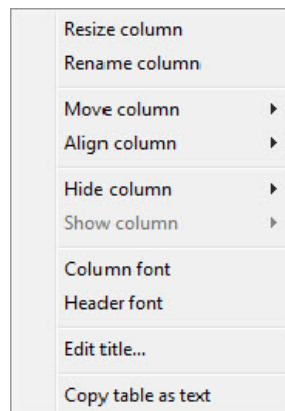 Resize column
Rename column
Move column
Align column
Hide column
Show column
Column font
Header font
Edit title...
Copy table as text